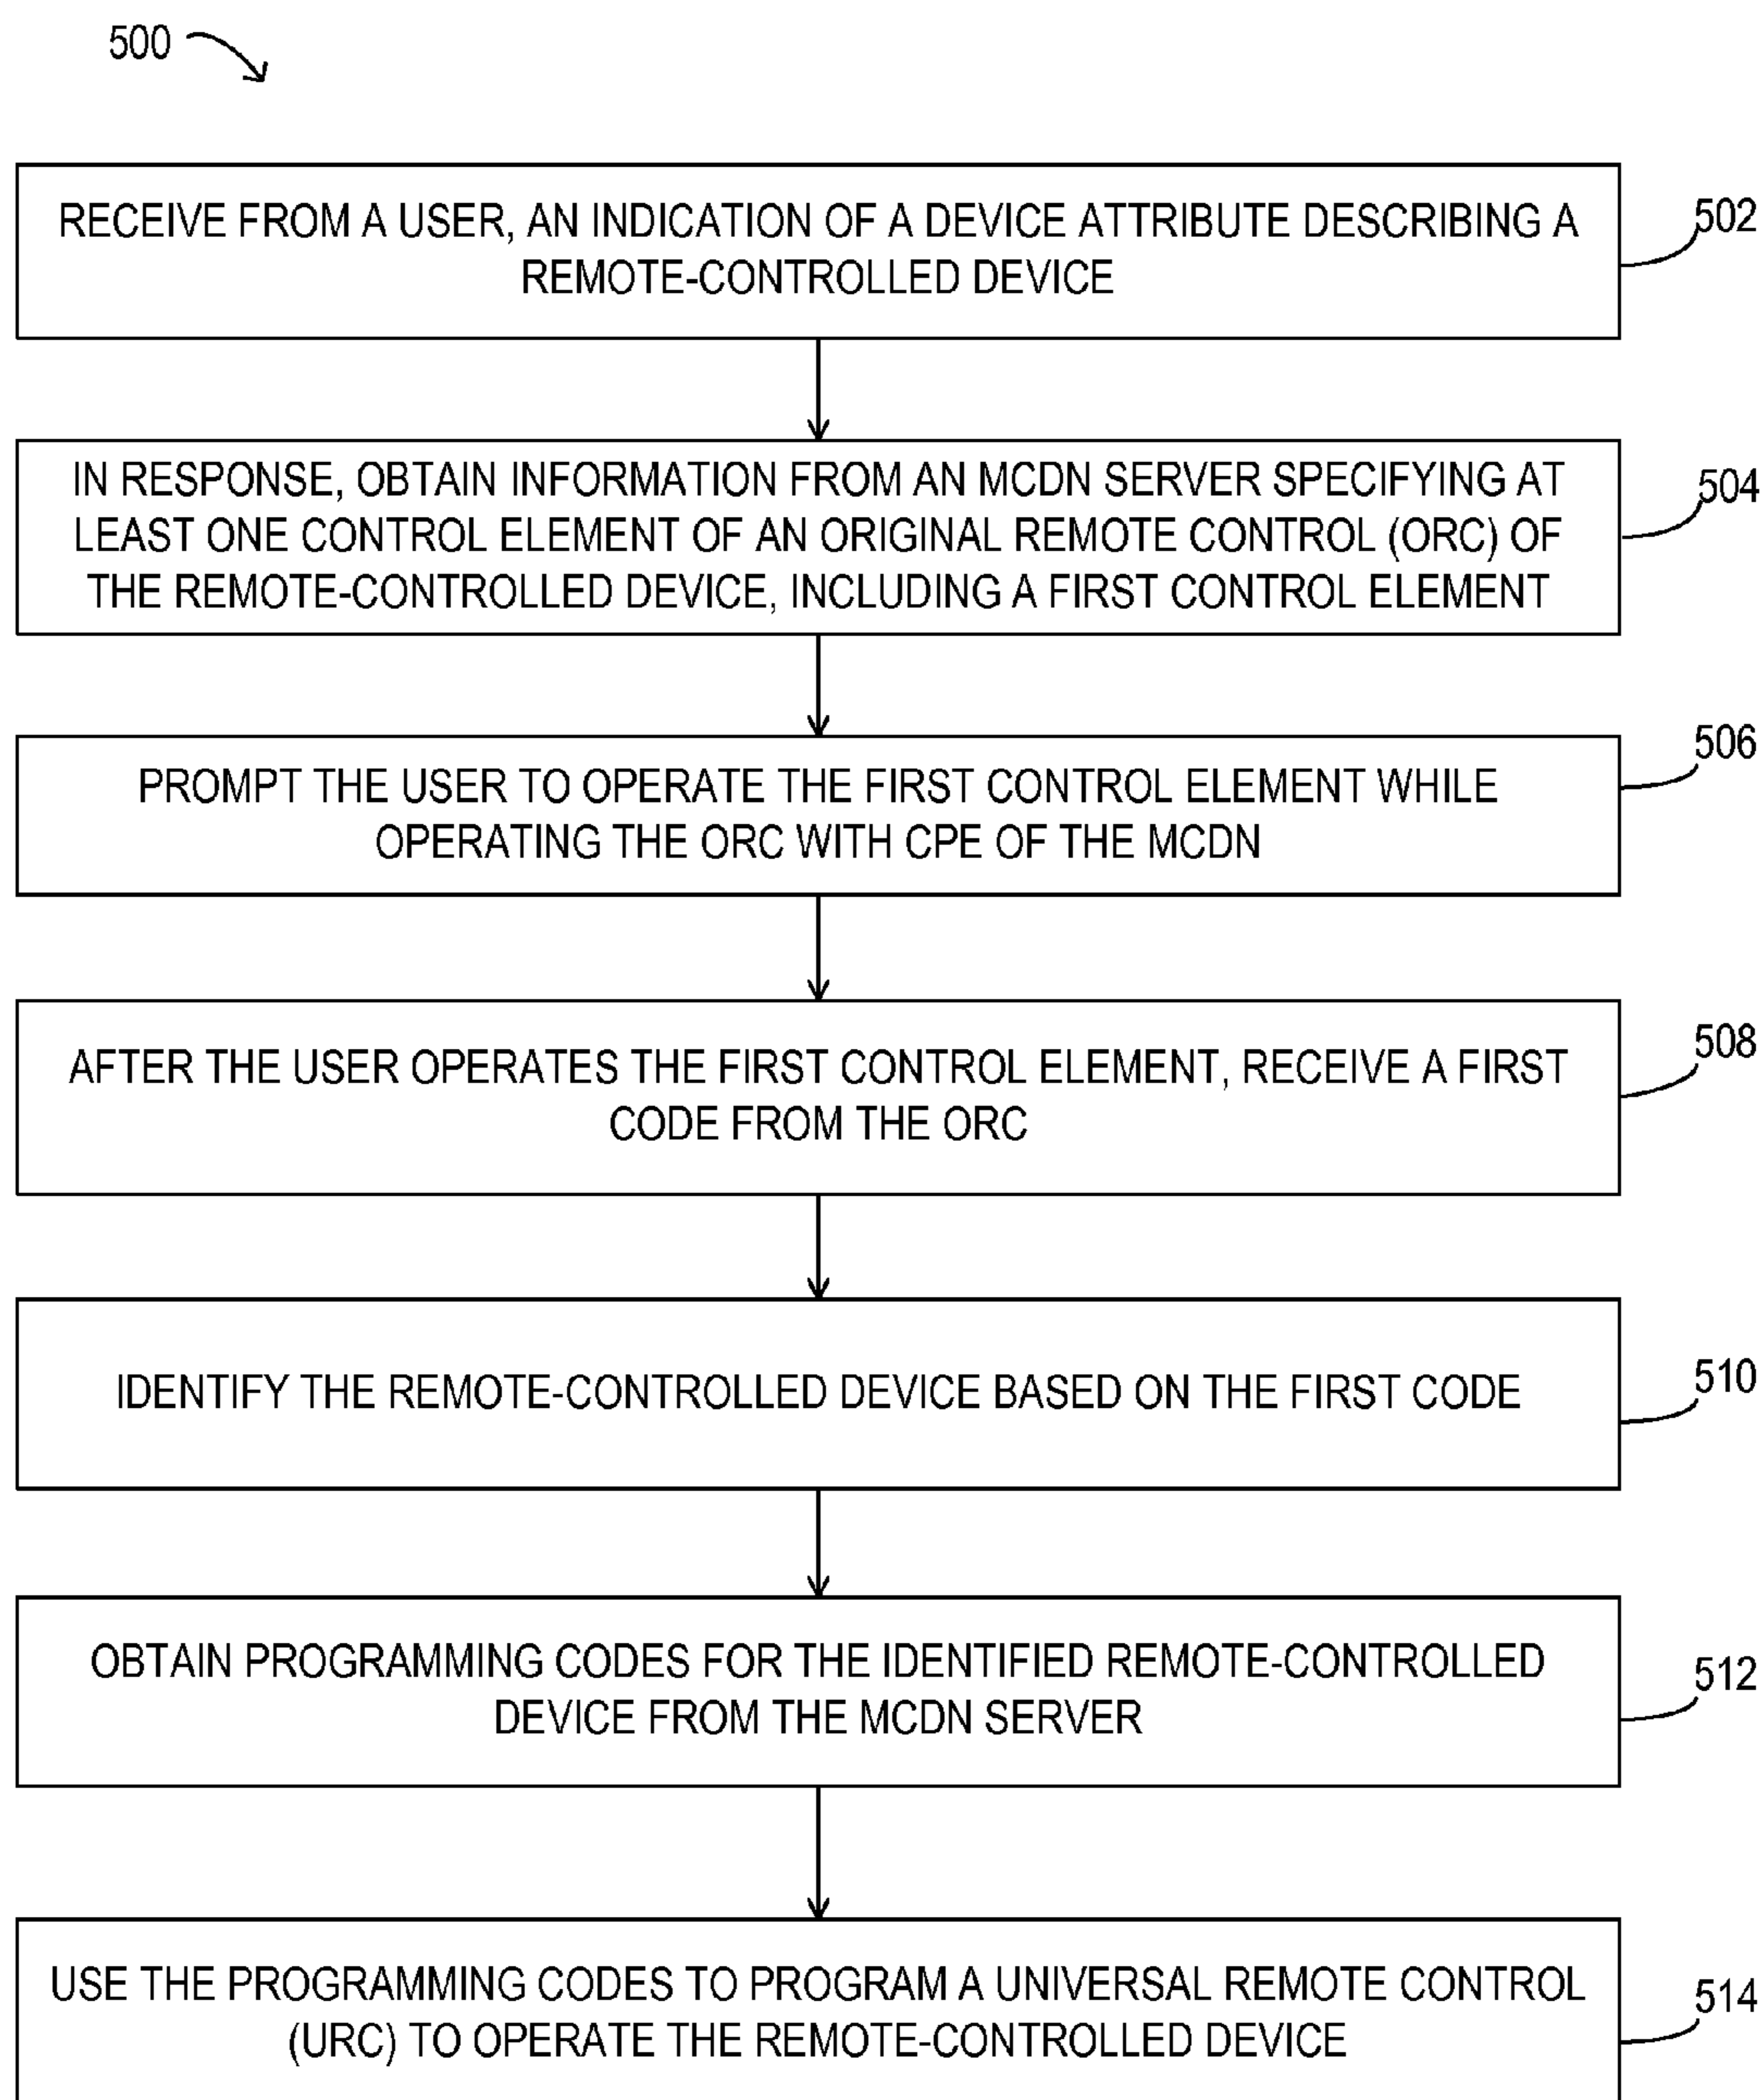 500
RECEIVE FROM A USER, AN INDICATION OF A DEVICE ATTRIBUTE DESCRIBING A
REMOTE-CONTROLLED DEVICE
502
IN RESPONSE, OBTAIN INFORMATION FROM AN MCDN SERVER SPECIFYING AT
LEAST ONE CONTROL ELEMENT OF AN ORIGINAL REMOTE CONTROL (ORC) OF
THE REMOTE-CONTROLLED DEVICE, INCLUDING A FIRST CONTROL ELEMENT
504
PROMPT THE USER TO OPERATE THE FIRST CONTROL ELEMENT WHILE
OPERATING THE ORC WITH CPE OF THE MCDN
506
AFTER THE USER OPERATES THE FIRST CONTROL ELEMENT, RECEIVE A FIRST
CODE FROM THE ORC
508
IDENTIFY THE REMOTE-CONTROLLED DEVICE BASED ON THE FIRST CODE
510
OBTAIN PROGRAMMING CODES FOR THE IDENTIFIED REMOTE-CONTROLLED
DEVICE FROM THE MCDN SERVER
512
USE THE PROGRAMMING CODES TO PROGRAM A UNIVERSAL REMOTE CONTROL
(URC) TO OPERATE THE REMOTE-CONTROLLED DEVICE
514